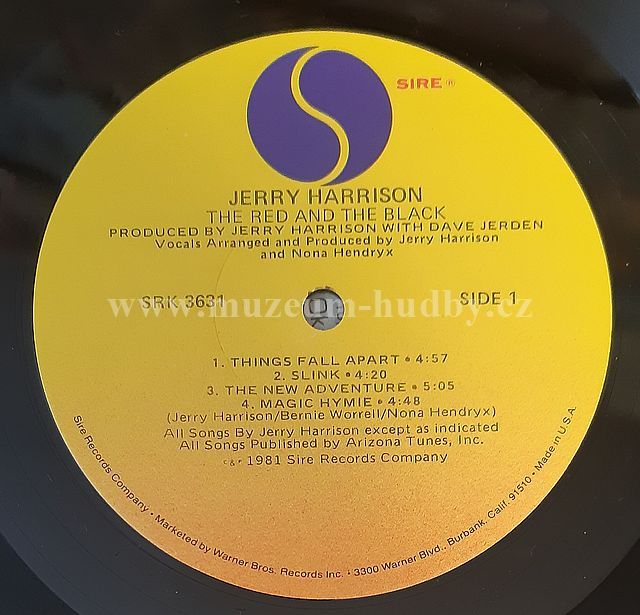 SIRE ®
JERRY HARRISON
THE RED AND THE BLACK
PRODUCED BY JERRY HARRISON WITH DAVE JERDEN
Vocals Arranged and Produced by Jerry Harrison
and Nona Hendryx
SRK 3631
SIDE 1
www.muzeum-hudby.cz
1. THINGS FALL APART • 4:57
2. SLINK • 4:20
3. THE NEW ADVENTURE • 5:05
4. MAGIC HYMIE • 4:48
(Jerry Harrison/Bernie Worrell/Nona Hendryx)
All Songs By Jerry Harrison except as indicated
All Songs Published by Arizona Tunes, Inc.
©&℗ 1981 Sire Records Company
Sire Records Company • Marketed by Warner Bros. Records Inc. • 3300 Warner Blvd., Burbank, Calif. 91510 • Made in U.S.A.